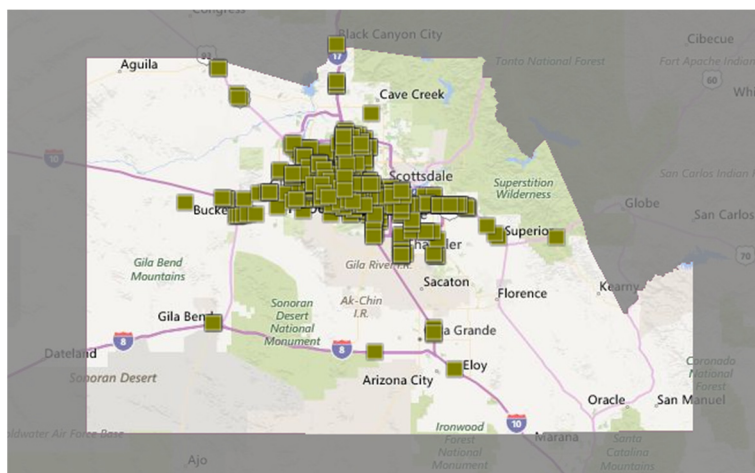 Congress
Black Canyon City
Cibecue
93
17
Tonto National Forest
Fort Apache Indian
Aguila
60
Cave Creek
10
San Carlos Indian
Scottsdale
Superstition
Wilderness
Globe
San Carlos
Superior
Gila Bend
Mountains
Gila River I.R.
70
Sacaton
Kearny
Ak-Chin
I.R.
Florence
Sonoran
Desert
National
Monument
Gila Bend
8
Dateland
8
Eloy
Coronado
National
Forest
Sonoran Desert
Arizona City
Oracle
San Manuel
10
Ironwood
Forest
National
Monument
Marana
Santa
Catalina
Mountains
Ajo